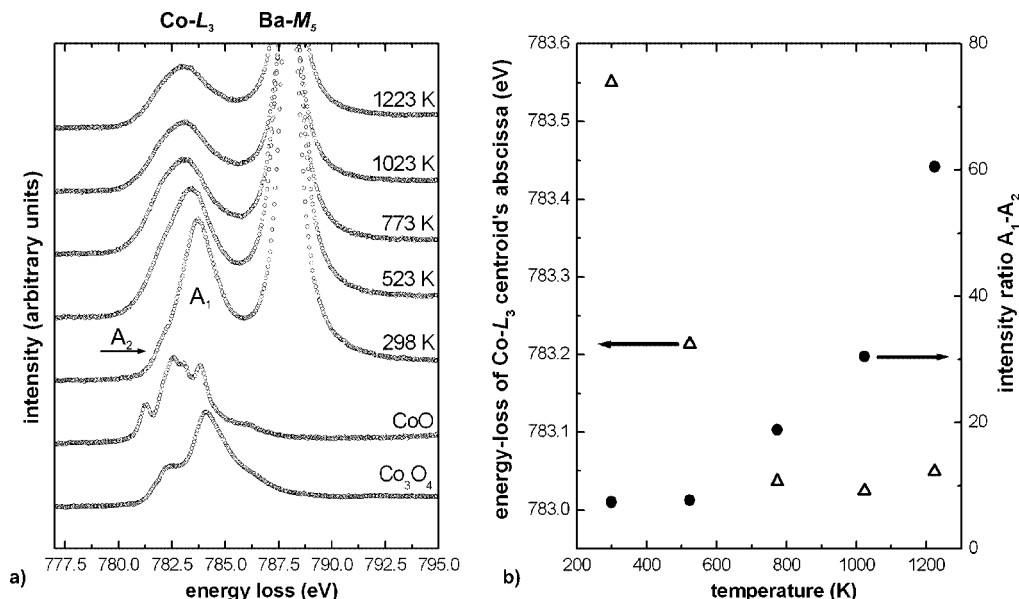 Co-L₃ Ba-M₅
intensity (arbitrary units)
1223 K
1023 K
773 K
523 K
298 K
A₁
A₂
CoO
Co₃O₄
777.5 780.0 782.5 785.0 787.5 790.0 792.5 795.0
energy loss (eV)
a)
energy-loss of Co-L₃ centroid's abscissa (eV)
783.6
783.5
783.4
783.3
783.2
783.1
783.0
80
60
40
20
0
intensity ratio A₁-A₂
200 400 600 800 1000 1200
temperature (K)
b)